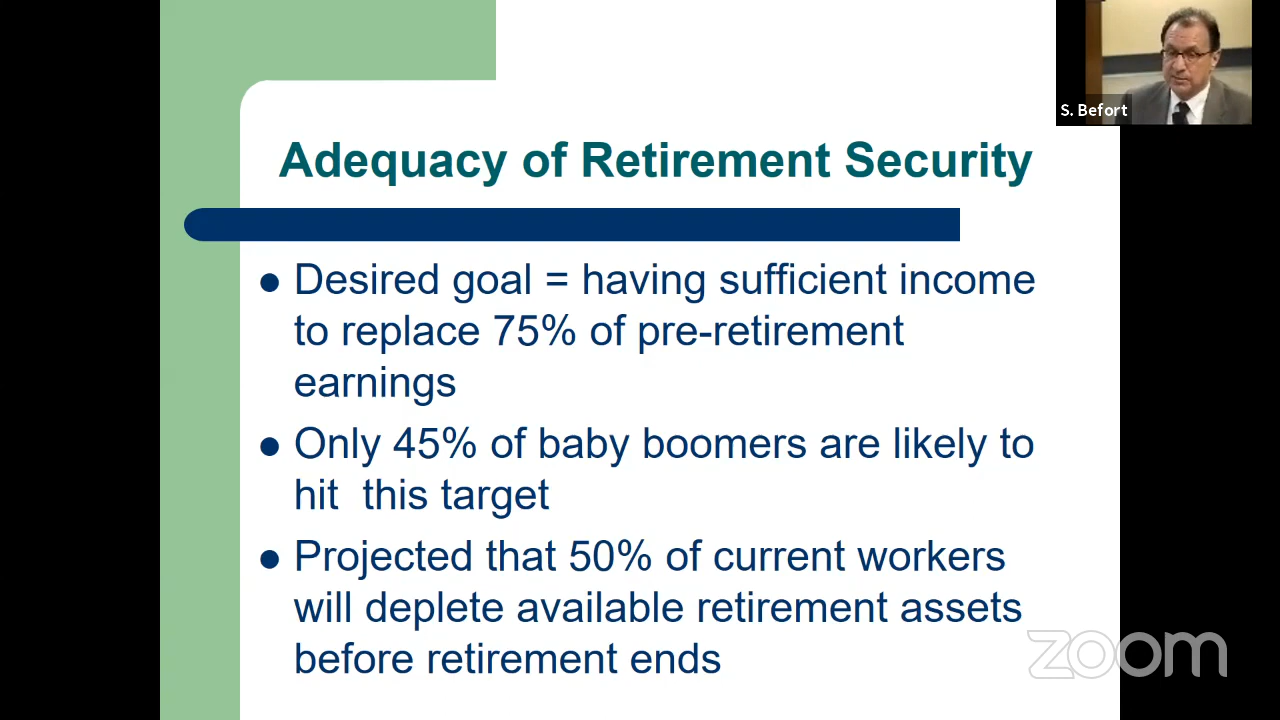 S. Befort
Adequacy of Retirement Security
● Desired goal = having sufficient income
to replace 75% of pre-retirement
earnings
● Only 45% of baby boomers are likely to
hit  this target
● Projected that 50% of current workers
will deplete available retirement assets
before retirement ends
zoom